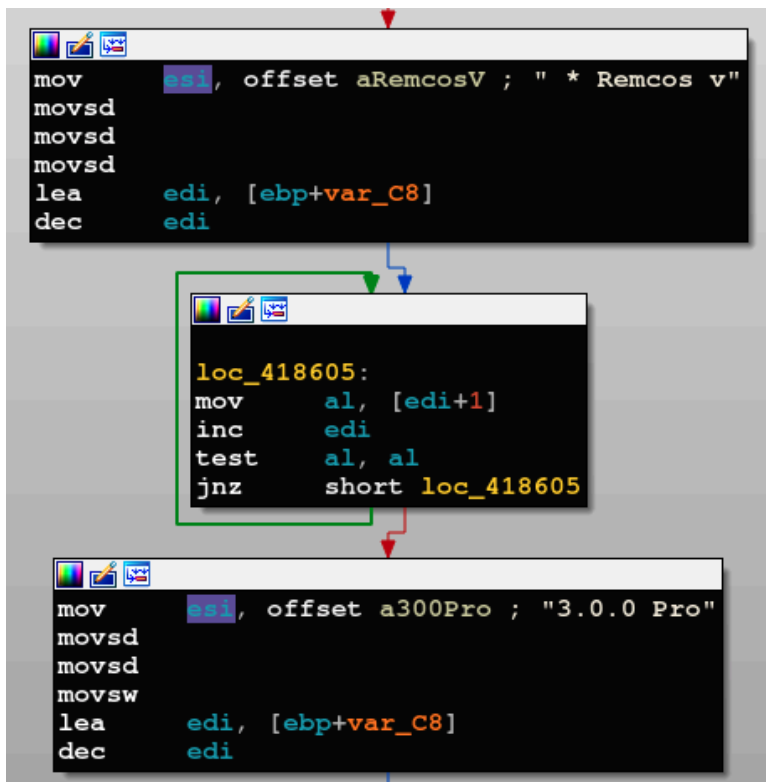 mov esi, offset aRemcosV ; " * Remcos v"
movsd
movsd
movsd
lea edi, [ebp+var_C8]
dec edi
loc_418605:
mov al, [edi+1]
inc edi
test al, al
jnz short loc_418605
mov esi, offset a300Pro ; "3.0.0 Pro"
movsd
movsd
movsw
lea edi, [ebp+var_C8]
dec edi